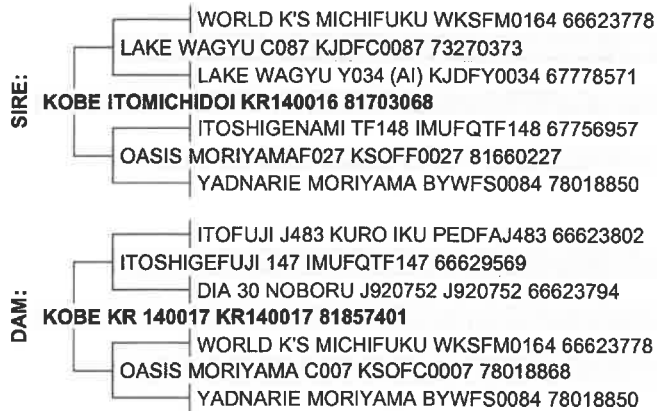 SIRE:
WORLD K'S MICHIFUKU WKSFM0164 66623778
LAKE WAGYU C087 KJDFC0087 73270373
LAKE WAGYU Y034 (AI) KJDFY0034 67778571
KOBE ITOMICHIDOI KR140016 81703068
ITOSHIGENAMI TF148 IMUFQTF148 67756957
OASIS MORIYAMAF027 KSOFF0027 81660227
YADNARIE MORIYAMA BYWFS0084 78018850
DAM:
ITOFUJI J483 KURO IKU PEDFAJ483 66623802
ITOSHIGEFUJI 147 IMUFQTF147 66629569
DIA 30 NOBORU J920752 J920752 66623794
KOBE KR 140017 KR140017 81857401
WORLD K'S MICHIFUKU WKSFM0164 66623778
OASIS MORIYAMA C007 KSOFC0007 78018868
YADNARIE MORIYAMA BYWFS0084 78018850